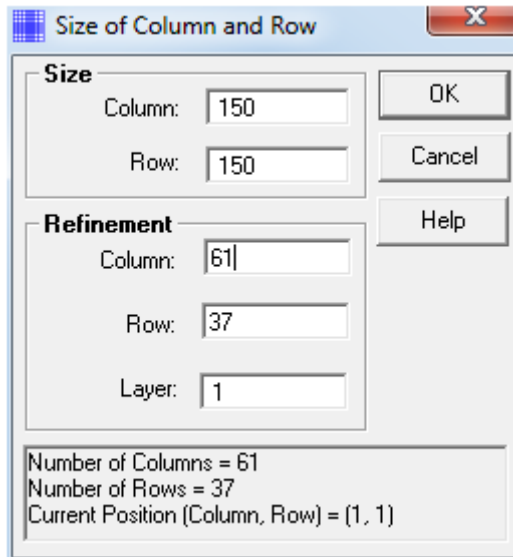 Size of Column and Row
Size
Column: 150
Row: 150
OK
Cancel
Help
Refinement
Column: 61
Row: 37
Layer: 1
Number of Columns = 61
Number of Rows = 37
Current Position (Column, Row) = (1, 1)